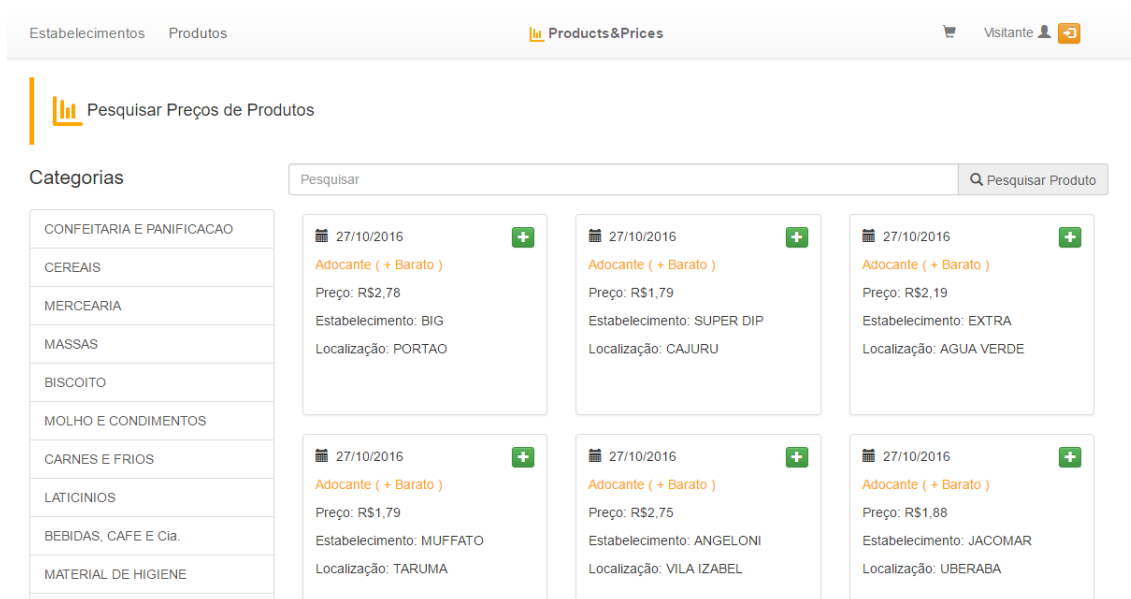 Estabelecimentos Produtos Products&Prices Visitante
Pesquisar Preços de Produtos
Categorias
CONFEITARIA E PANIFICACAO
CEREAIS
MERCEARIA
MASSAS
BISCOITO
MOLHO E CONDIMENTOS
CARNES E FRIOS
LATICINIOS
BEBIDAS, CAFE E Cia.
MATERIAL DE HIGIENE
Pesquisar Pesquisar Produto
27/10/2016
Adocante ( + Barato )
Preço: R$2,78
Estabelecimento: BIG
Localização: PORTAO
27/10/2016
Adocante ( + Barato )
Preço: R$1,79
Estabelecimento: SUPER DIP
Localização: CAJURU
27/10/2016
Adocante ( + Barato )
Preço: R$2,19
Estabelecimento: EXTRA
Localização: AGUA VERDE
27/10/2016
Adocante ( + Barato )
Preço: R$1,79
Estabelecimento: MUFFATO
Localização: TARUMA
27/10/2016
Adocante ( + Barato )
Preço: R$2,75
Estabelecimento: ANGELONI
Localização: VILA IZABEL
27/10/2016
Adocante ( + Barato )
Preço: R$1,88
Estabelecimento: JACOMAR
Localização: UBERABA